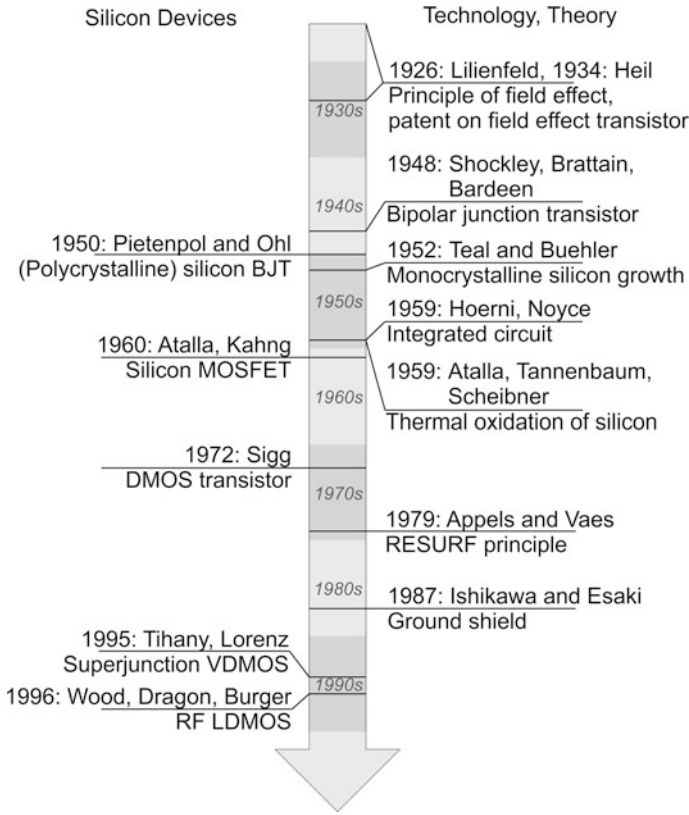 Silicon Devices
Technology, Theory
1926: Lilienfeld, 1934: Heil
Principle of field effect,
patent on field effect transistor
1930s
1948: Shockley, Brattain,
Bardeen
Bipolar junction transistor
1940s
1950: Pietenpol and Ohl
(Polycrystalline) silicon BJT
1952: Teal and Buehler
Monocrystalline silicon growth
1950s
1959: Hoerni, Noyce
Integrated circuit
1960: Atalla, Kahng
Silicon MOSFET
1959: Atalla, Tannenbaum,
Scheibner
Thermal oxidation of silicon
1960s
1972: Sigg
DMOS transistor
1970s
1979: Appels and Vaes
RESURF principle
1980s
1987: Ishikawa and Esaki
Ground shield
1995: Tihany, Lorenz
Superjunction VDMOS
1990s
1996: Wood, Dragon, Burger
RF LDMOS